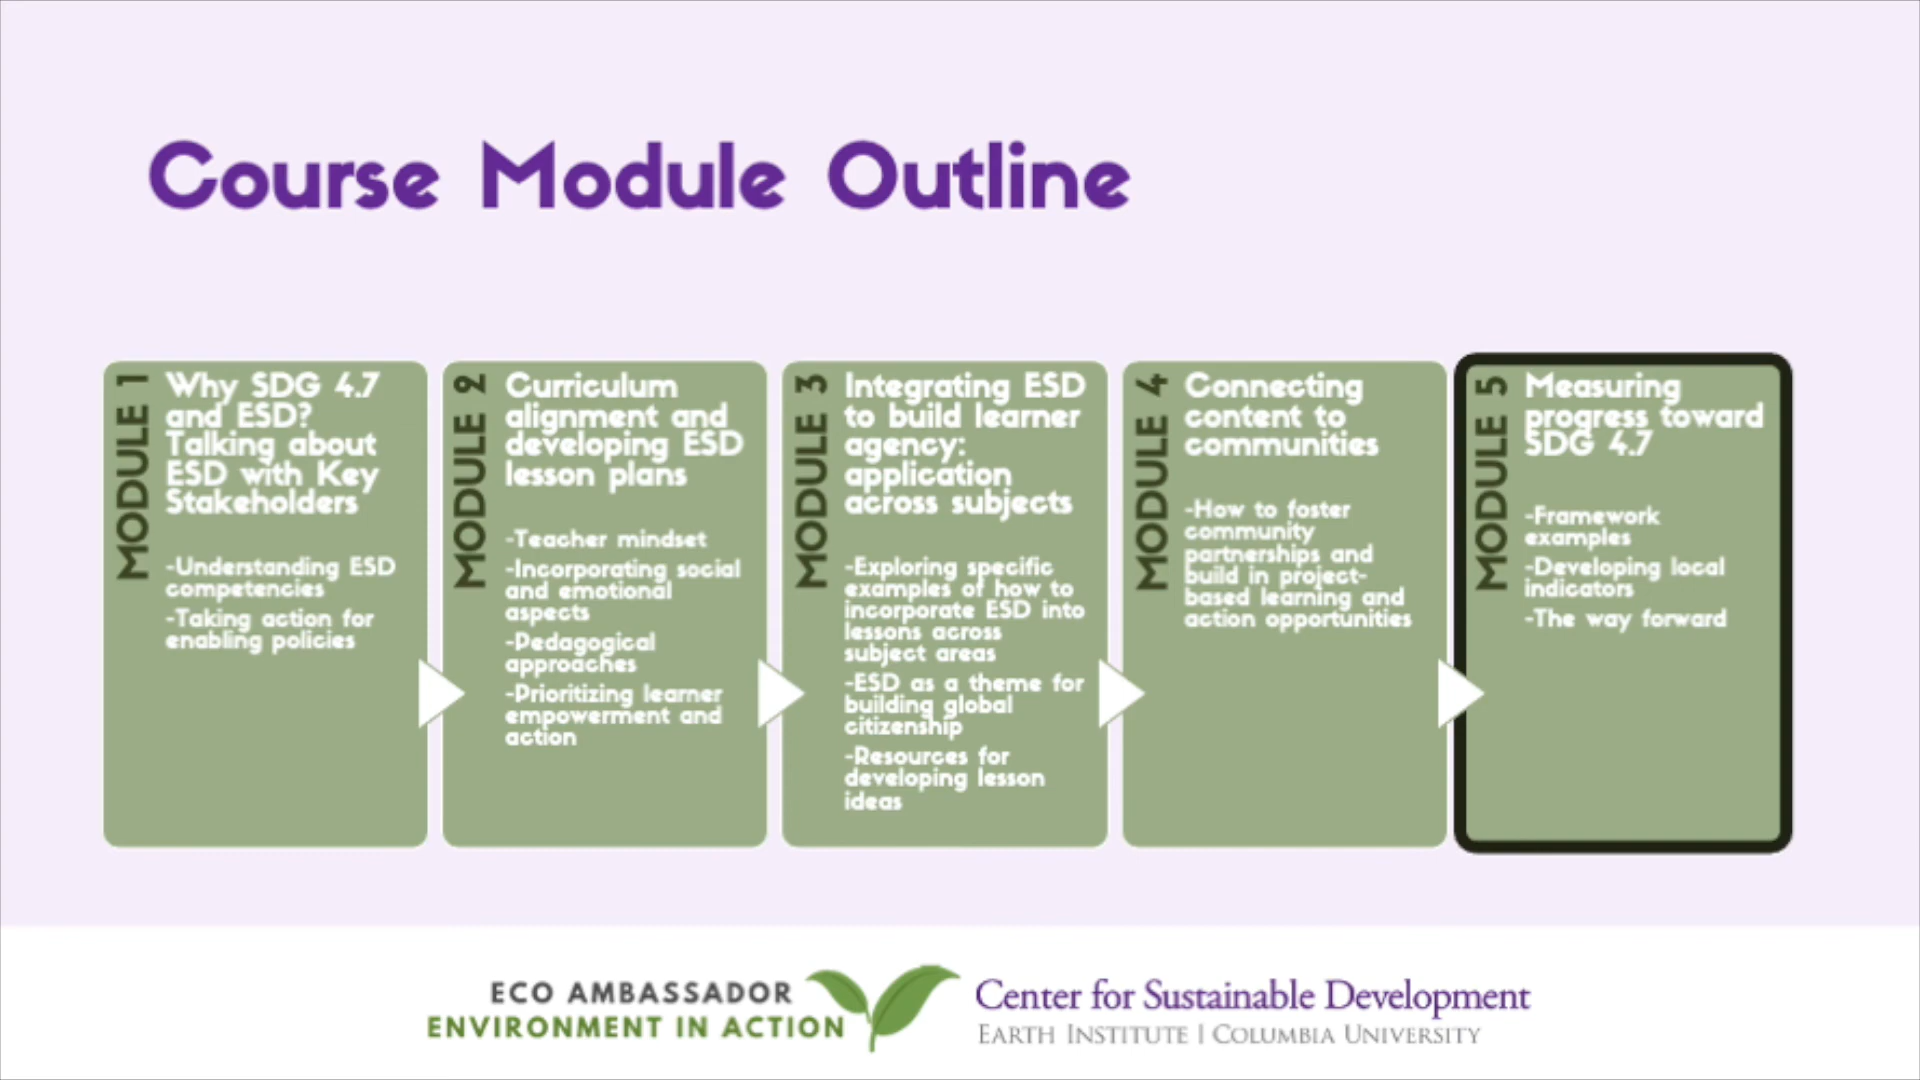 Course Module Outline
MODULE 1
Why SDG 4.7
and ESD?
Talking about
ESD with Key
Stakeholders
-Understanding ESD
competencies
-Taking action for
enabling policies
MODULE 2
Curriculum
alignment and
developing ESD
lesson plans
-Teacher mindset
-Incorporating social
and emotional
aspects
-Pedagogical
approaches
-Prioritizing learner
empowerment and
action
MODULE 3
Integrating ESD
to build learner
agency:
application
across subjects
-Exploring specific
examples of how to
incorporate ESD into
lessons across
subject areas
-ESD as a theme for
building global
citizenship
-Resources for
developing lesson
ideas
MODULE 4
Connecting
content to
communities
-How to foster
community
partnerships and
build in project-
based learning and
action opportunities
MODULE 5
Measuring
progress toward
SDG 4.7
-Framework
examples
-Developing local
indicators
-The way forward
ECO AMBASSADOR
ENVIRONMENT IN ACTION
Center for Sustainable Development
EARTH INSTITUTE | COLUMBIA UNIVERSITY